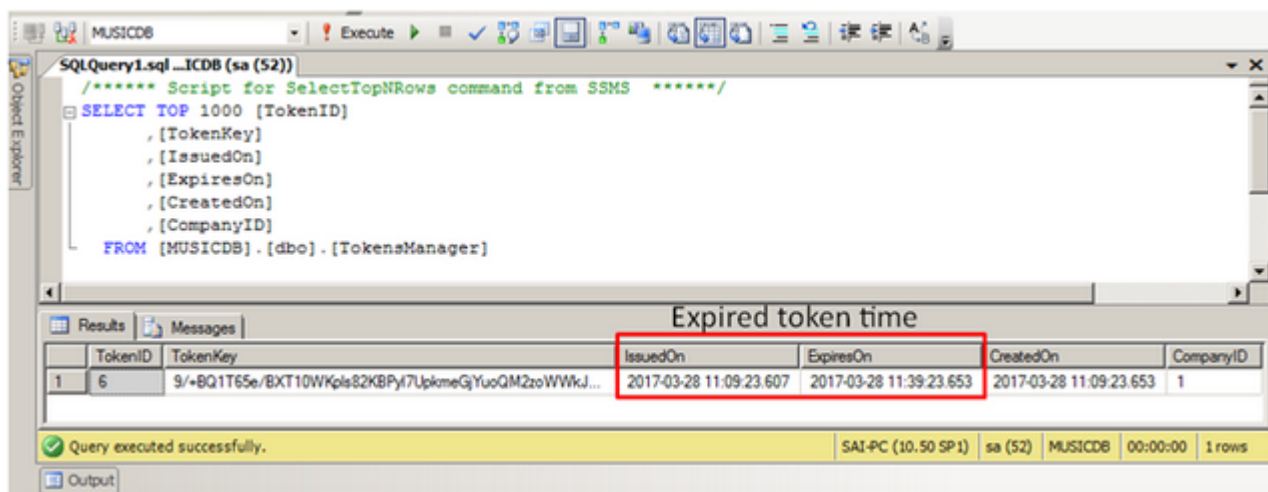 MUSICDB
Execute
SQLQuery1.sql ...ICDB (sa (52))
Object Explorer
/****** Script for SelectTopNRows command from SSMS ******/
SELECT TOP 1000 [TokenID]
,[TokenKey]
,[IssuedOn]
,[ExpiresOn]
,[CreatedOn]
,[CompanyID]
FROM [MUSICDB].[dbo].[TokensManager]
Results Messages
Expired token time
TokenID TokenKey IssuedOn ExpiresOn CreatedOn CompanyID
1 6 9/+BQ1T65e/BXT10WKpls82KBPyl7UpkmeGjYuoQM2zoWWkJ... 2017-03-28 11:09:23.607 2017-03-28 11:39:23.653 2017-03-28 11:09:23.653 1
Query executed successfully. SAI-PC (10.50 SP1) sa (52) MUSICDB 00:00:00 1 rows
Output